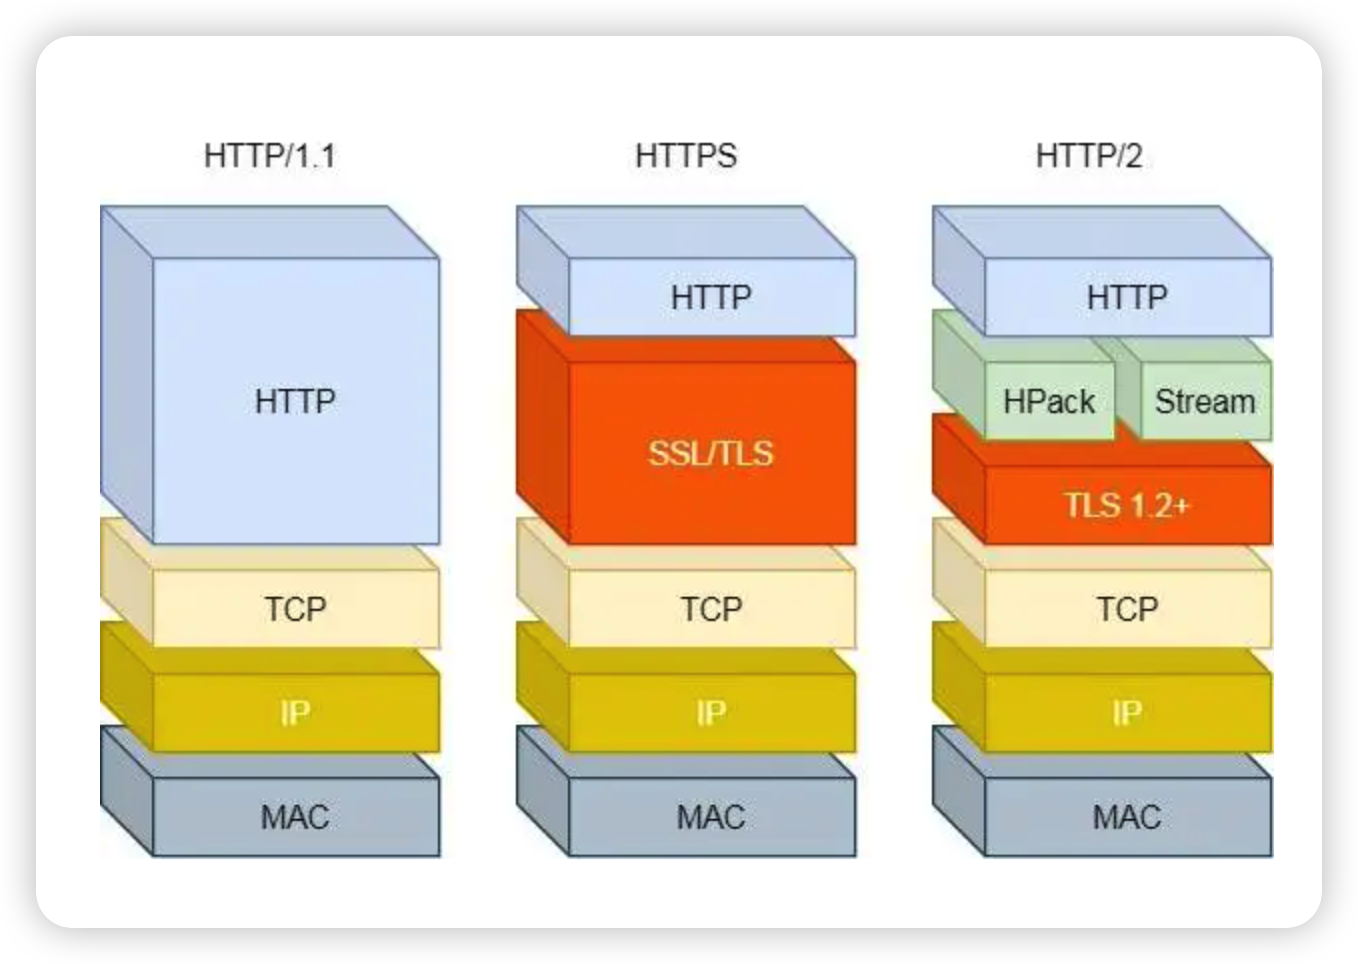 HTTP/1.1
HTTP
TCP
IP
MAC
HTTPS
HTTP
SSL/TLS
TCP
IP
MAC
HTTP/2
HTTP
HPack
Stream
TLS 1.2+
TCP
IP
MAC